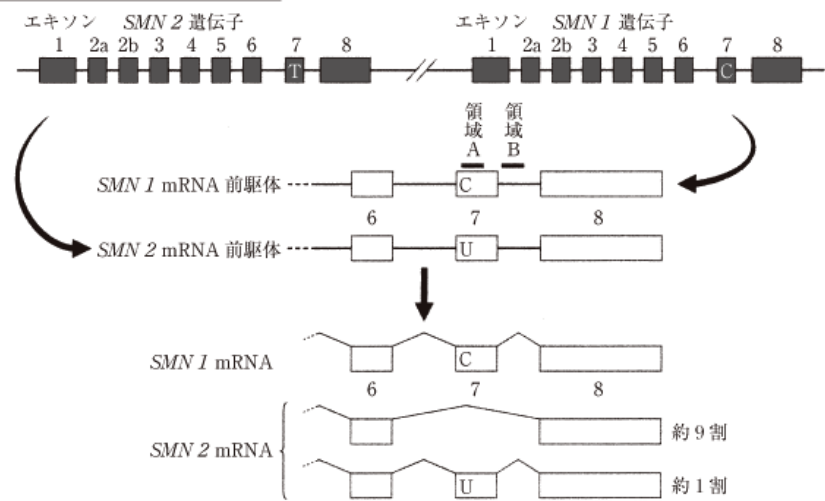 エキソン SMN 2 遺伝子 エキソン SMN 1 遺伝子
1 2a 2b 3 4 5 6 7 8 1 2a 2b 3 4 5 6 7 8
T C
領域A 領域B
SMN 1 mRNA 前駆体 C
6 7 8
SMN 2 mRNA 前駆体 U
SMN 1 mRNA C
6 7 8
約9割
SMN 2 mRNA
U 約1割